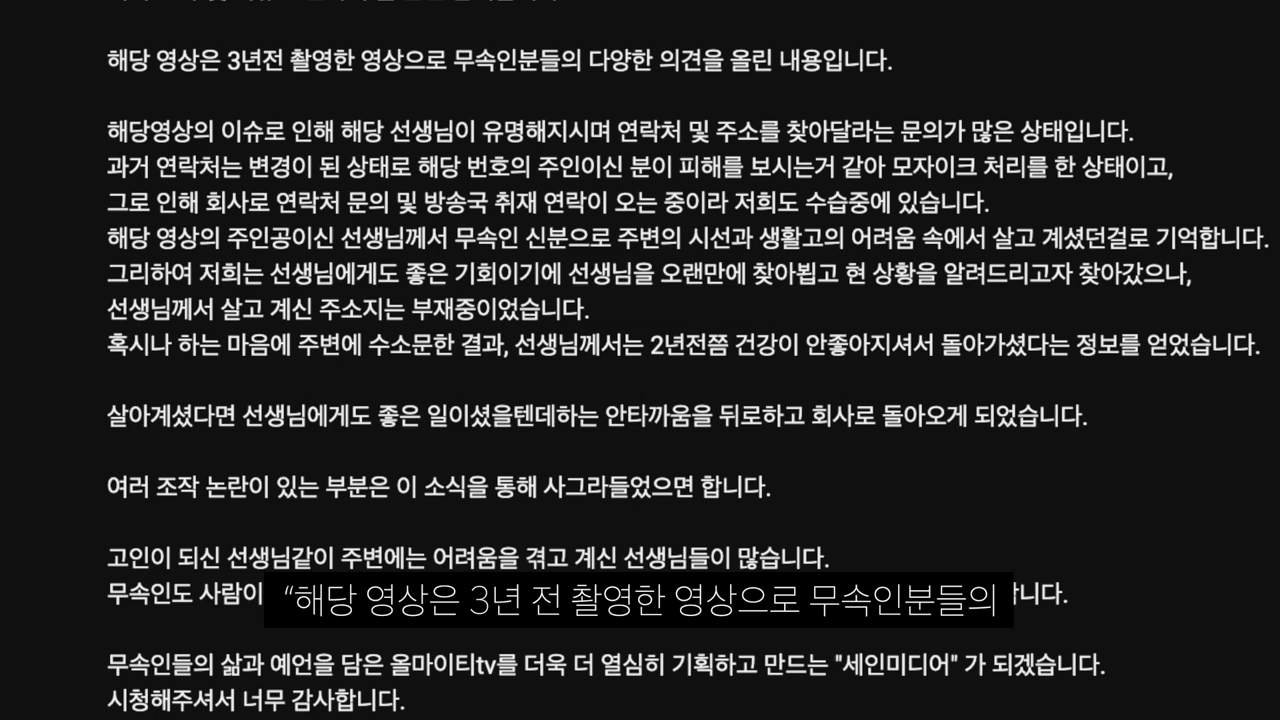 해당 영상은 3년전 촬영한 영상으로 무속인분들의 다양한 의견을 올린 내용입니다.
해당영상의 이슈로 인해 해당 선생님이 유명해지시며 연락처 및 주소를 찾아달라는 문의가 많은 상태입니다.
과거 연락처는 변경이 된 상태로 해당 번호의 주인이신 분이 피해를 보시는거 같아 모자이크 처리를 한 상태이고,
그로 인해 회사로 연락처 문의 및 방송국 취재 연락이 오는 중이라 저희도 수습중에 있습니다.
해당 영상의 주인공이신 선생님께서 무속인 신분으로 주변의 시선과 생활고의 어려움 속에서 살고 계셨던걸로 기억합니다.
그리하여 저희는 선생님에게도 좋은 기회이기에 선생님을 오랜만에 찾아뵙고 현 상황을 알려드리고자 찾아갔으나,
선생님께서 살고 계신 주소지는 부재중이었습니다.
혹시나 하는 마음에 주변에 수소문한 결과, 선생님께서는 2년전쯤 건강이 안좋아지셔서 돌아가셨다는 정보를 얻었습니다.
살아계셨다면 선생님에게도 좋은 일이셨을텐데하는 안타까움을 뒤로하고 회사로 돌아오게 되었습니다.
여러 조작 논란이 있는 부분은 이 소식을 통해 사그라들었으면 합니다.
고인이 되신 선생님같이 주변에는 어려움을 겪고 계신 선생님들이 많습니다.
무속인도 사람이
“해당 영상은 3년 전 촬영한 영상으로 무속인분들의
무속인들의 삶과 예언을 담은 올마이티tv를 더욱 더 열심히 기획하고 만드는 "세인미디어" 가 되겠습니다.
시청해주셔서 너무 감사합니다.